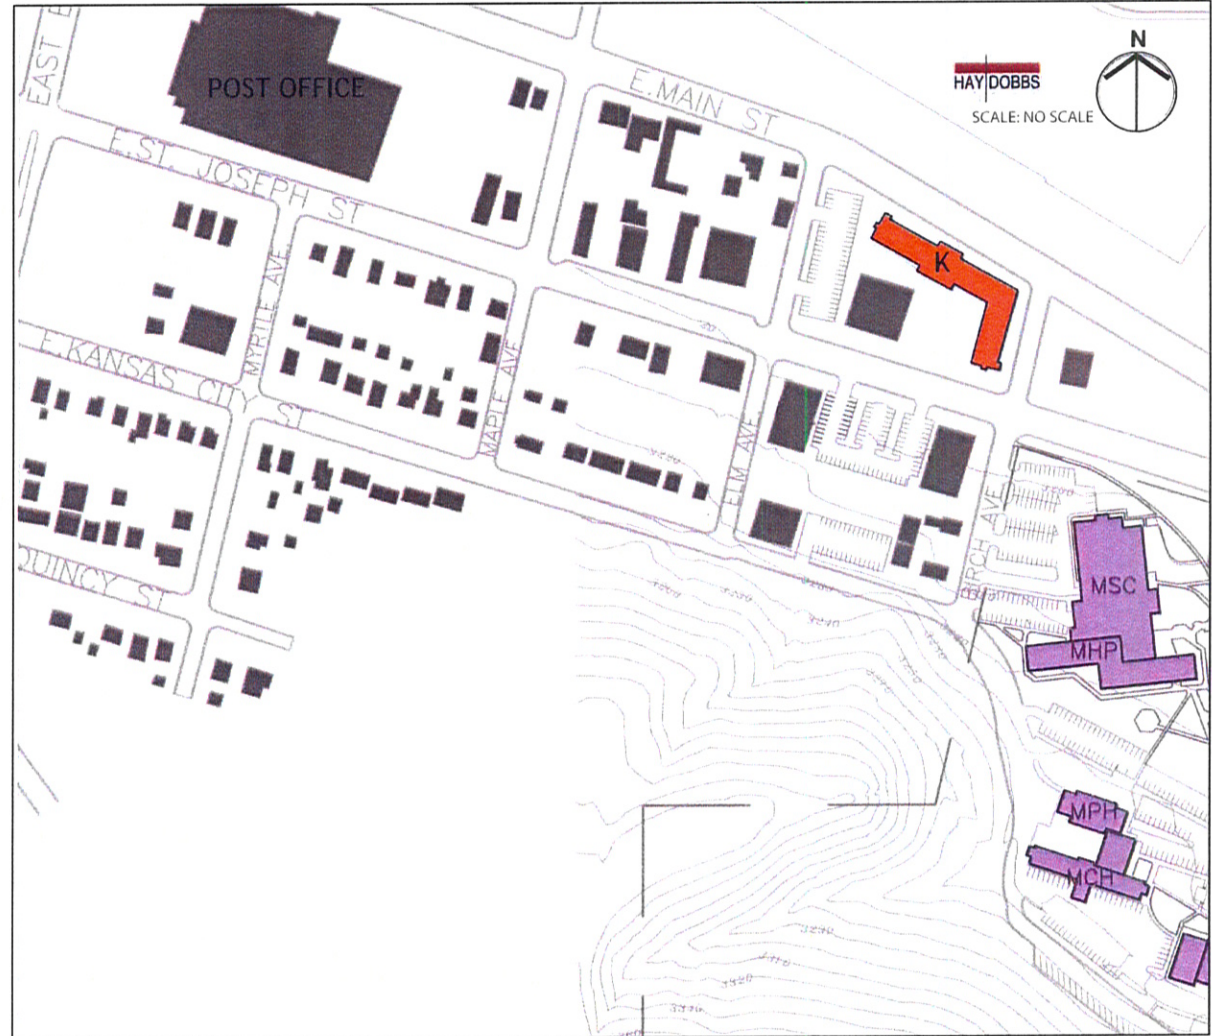 EAST
POST OFFICE
E.MAIN ST
N
HAY DOBBS
SCALE: NO SCALE
E.ST. JOSEPH ST
K
MYRTLE AVE.
E.KANSAS CITY ST
MAPLE AVE
ELM AVE.
BIRCH AVE
QUINCY ST
MSC
MHP
MPH
MCH